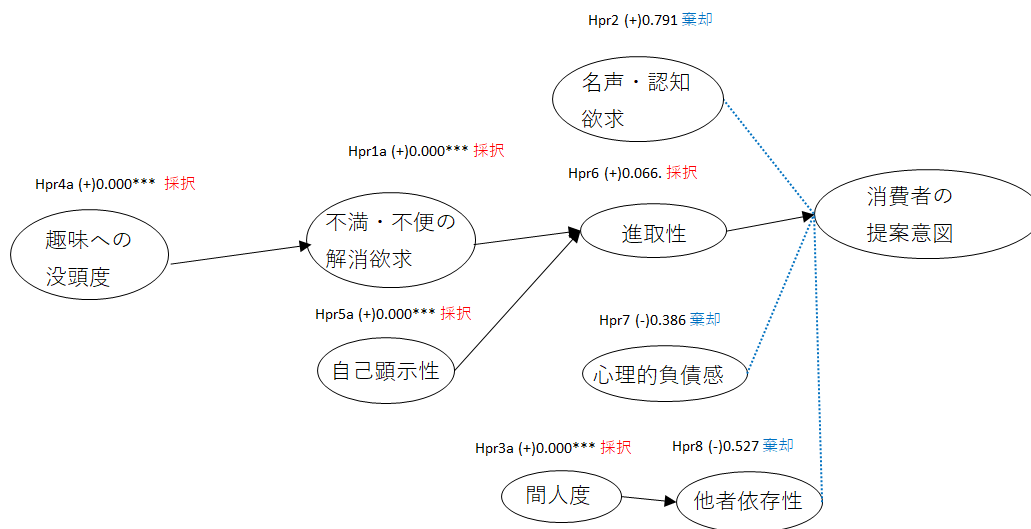 Hpr2 (+)0.791 棄却
名声・認知
欲求
Hpr1a (+)0.000*** 採択
Hpr6 (+)0.066. 採択
Hpr4a (+)0.000*** 採択
不満・不便の
解消欲求
進取性
消費者の
提案意図
趣味への
没頭度
Hpr5a (+)0.000*** 採択
Hpr7 (-)0.386 棄却
自己顕示性
心理的負債感
Hpr3a (+)0.000*** 採択
Hpr8 (-)0.527 棄却
間人度
他者依存性